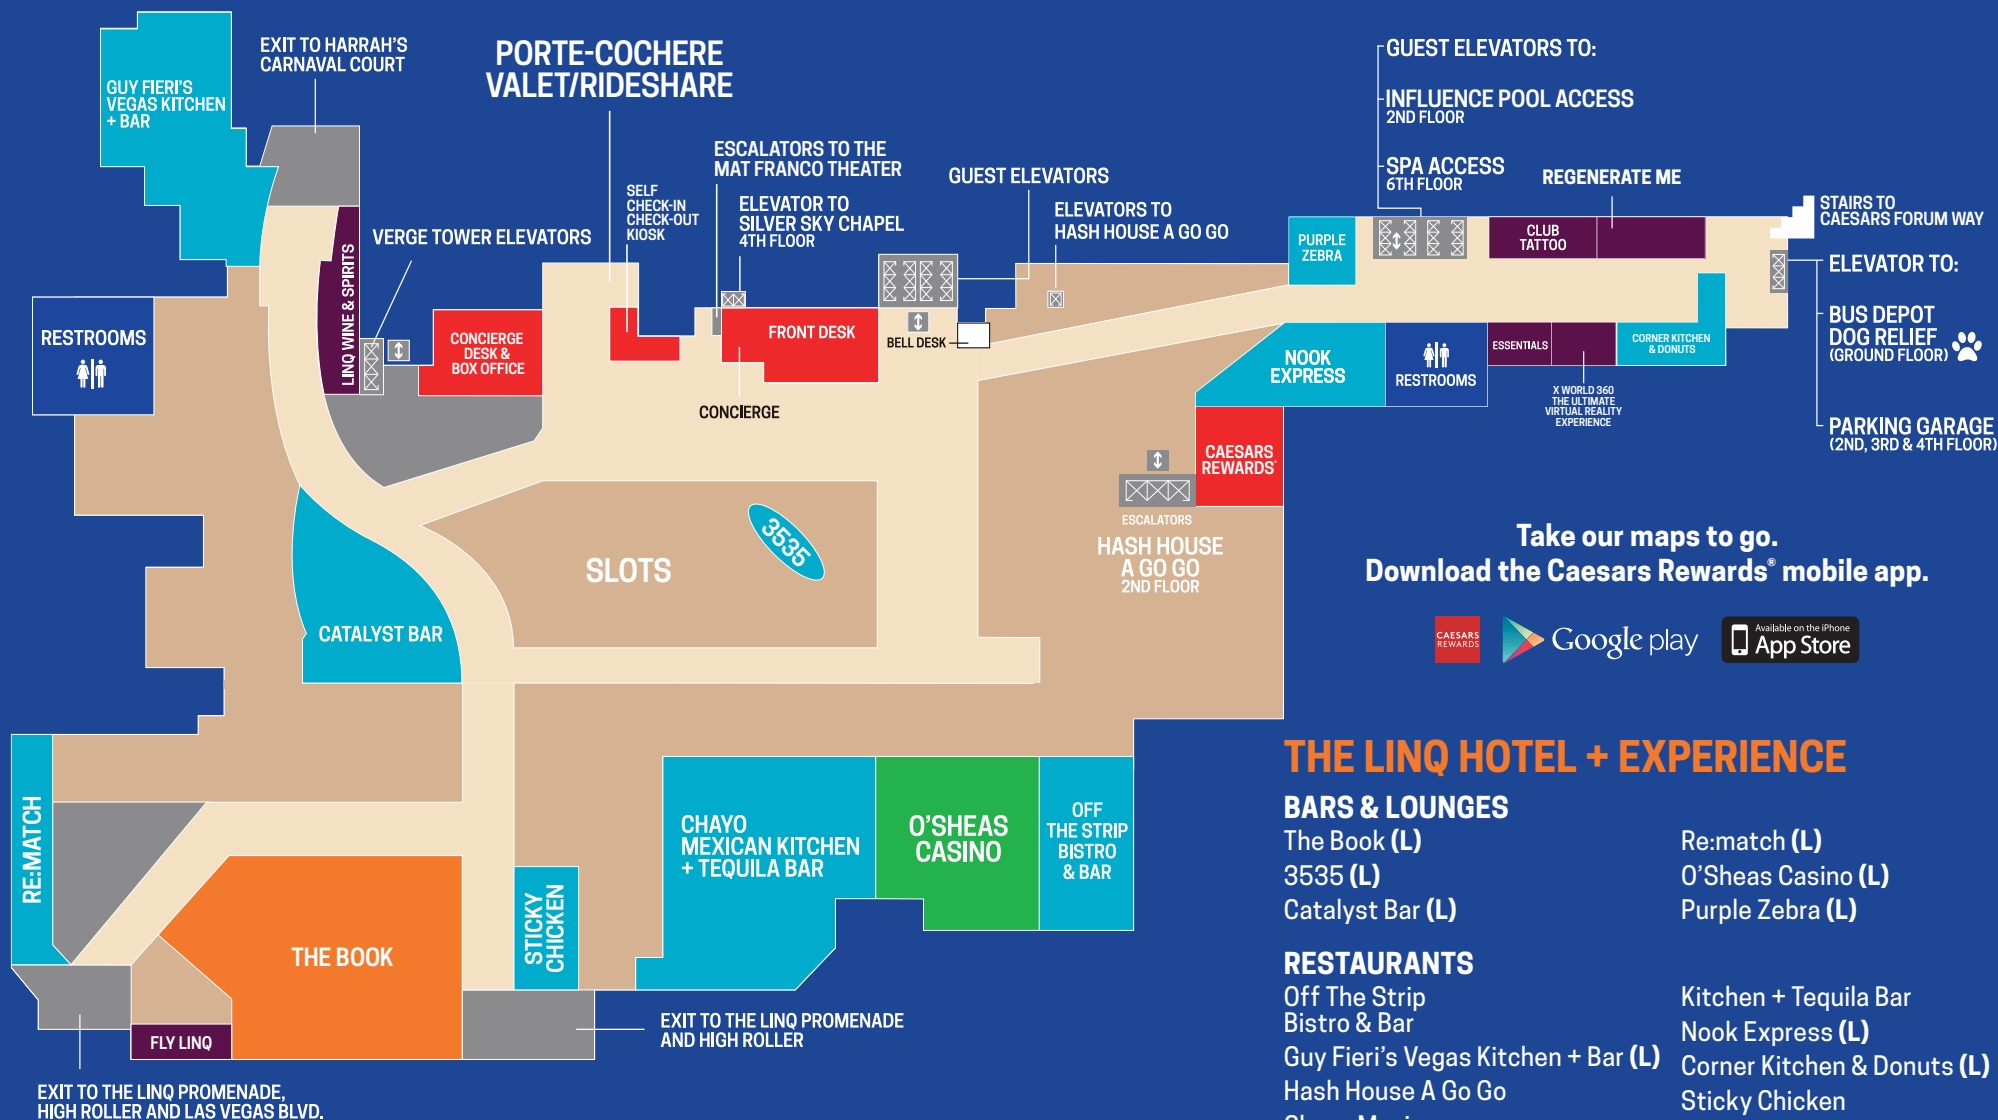 EXIT TO HARRAH'S
CARNAVAL COURT
PORTE-COCHERE
VALET/RIDESHARE
GUY FIERI'S
VEGAS KITCHEN
+ BAR
GUEST ELEVATORS TO:
INFLUENCE POOL ACCESS
2ND FLOOR
SPA ACCESS
6TH FLOOR
REGENERATE ME
ESCALATORS TO THE
MAT FRANCO THEATER
GUEST ELEVATORS
SELF
CHECK-IN
CHECK-OUT
KIOSK
ELEVATOR TO
SILVER SKY CHAPEL
4TH FLOOR
ELEVATORS TO
HASH HOUSE A GO GO
STAIRS TO
CAESARS FORUM WAY
VERGE TOWER ELEVATORS
LINQ WINE & SPIRITS
PURPLE
ZEBRA
CLUB
TATTOO
ELEVATOR TO:
BUS DEPOT
DOG RELIEF
(GROUND FLOOR)
PARKING GARAGE
(2ND, 3RD & 4TH FLOOR)
RESTROOMS
CONCIERGE
DESK &
BOX OFFICE
FRONT DESK
BELL DESK
CONCIERGE
NOOK
EXPRESS
RESTROOMS
ESSENTIALS
CORNER KITCHEN
& DONUTS
X WORLD 360
THE ULTIMATE
VIRTUAL REALITY
EXPERIENCE
CAESARS
REWARDS®
ESCALATORS
HASH HOUSE
A GO GO
2ND FLOOR
SLOTS
3535
CATALYST BAR
Take our maps to go.
Download the Caesars Rewards® mobile app.
CAESARS
REWARDS
Google play
Available on the iPhone
App Store
RE:MATCH
THE BOOK
FLY LINQ
STICKY
CHICKEN
CHAYO
MEXICAN KITCHEN
+ TEQUILA BAR
O'SHEAS
CASINO
OFF
THE STRIP
BISTRO
& BAR
EXIT TO THE LINQ PROMENADE
AND HIGH ROLLER
EXIT TO THE LINQ PROMENADE,
HIGH ROLLER AND LAS VEGAS BLVD.
THE LINQ HOTEL + EXPERIENCE
BARS & LOUNGES
The Book (L)
3535 (L)
Catalyst Bar (L)
Re:match (L)
O'Sheas Casino (L)
Purple Zebra (L)
RESTAURANTS
Off The Strip
Bistro & Bar
Guy Fieri's Vegas Kitchen + Bar (L)
Hash House A Go Go
Kitchen + Tequila Bar
Nook Express (L)
Corner Kitchen & Donuts (L)
Sticky Chicken